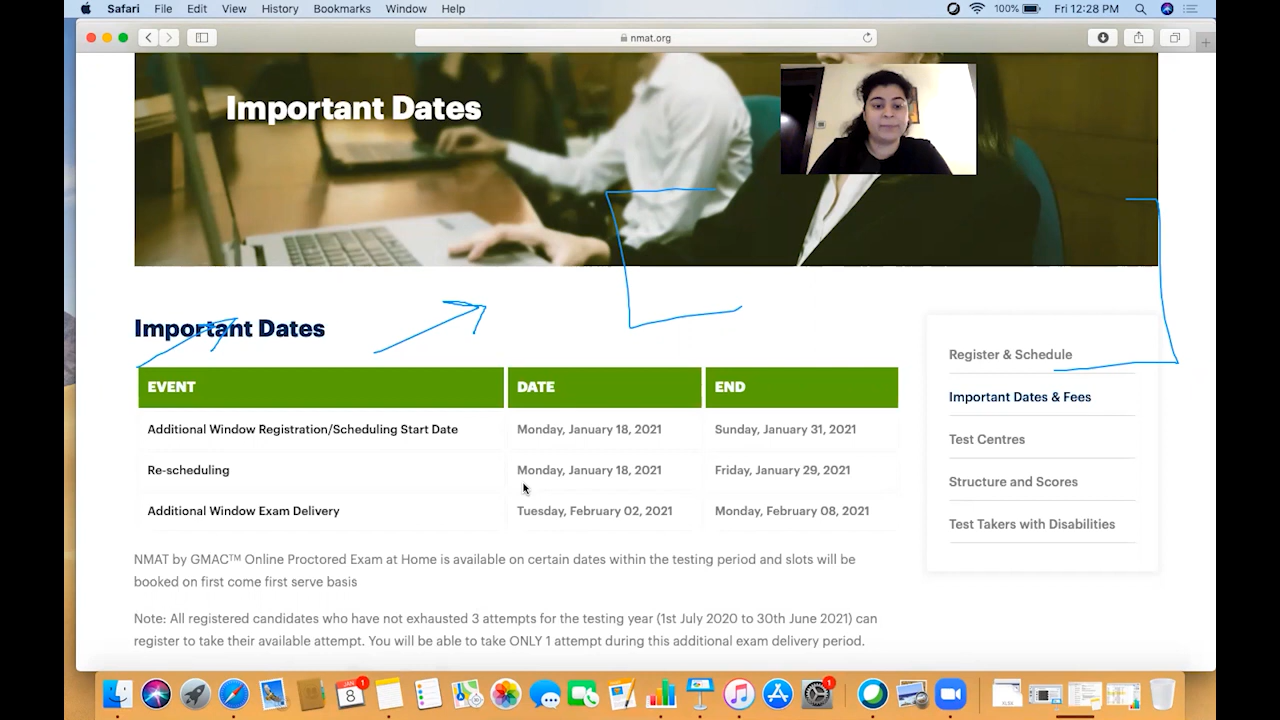 Safari File Edit View History Bookmarks Window Help 100% Fri 12:28 PM
nmat.org
Important Dates
Important Dates
EVENT DATE END
Additional Window Registration/Scheduling Start Date Monday, January 18, 2021 Sunday, January 31, 2021
Re-scheduling Monday, January 18, 2021 Friday, January 29, 2021
Additional Window Exam Delivery Tuesday, February 02, 2021 Monday, February 08, 2021
NMAT by GMAC™ Online Proctored Exam at Home is available on certain dates within the testing period and slots will be
booked on first come first serve basis
Note: All registered candidates who have not exhausted 3 attempts for the testing year (1st July 2020 to 30th June 2021) can
register to take their available attempt. You will be able to take ONLY 1 attempt during this additional exam delivery period.
Register & Schedule
Important Dates & Fees
Test Centres
Structure and Scores
Test Takers with Disabilities
JAN
8
1
1
XLSX